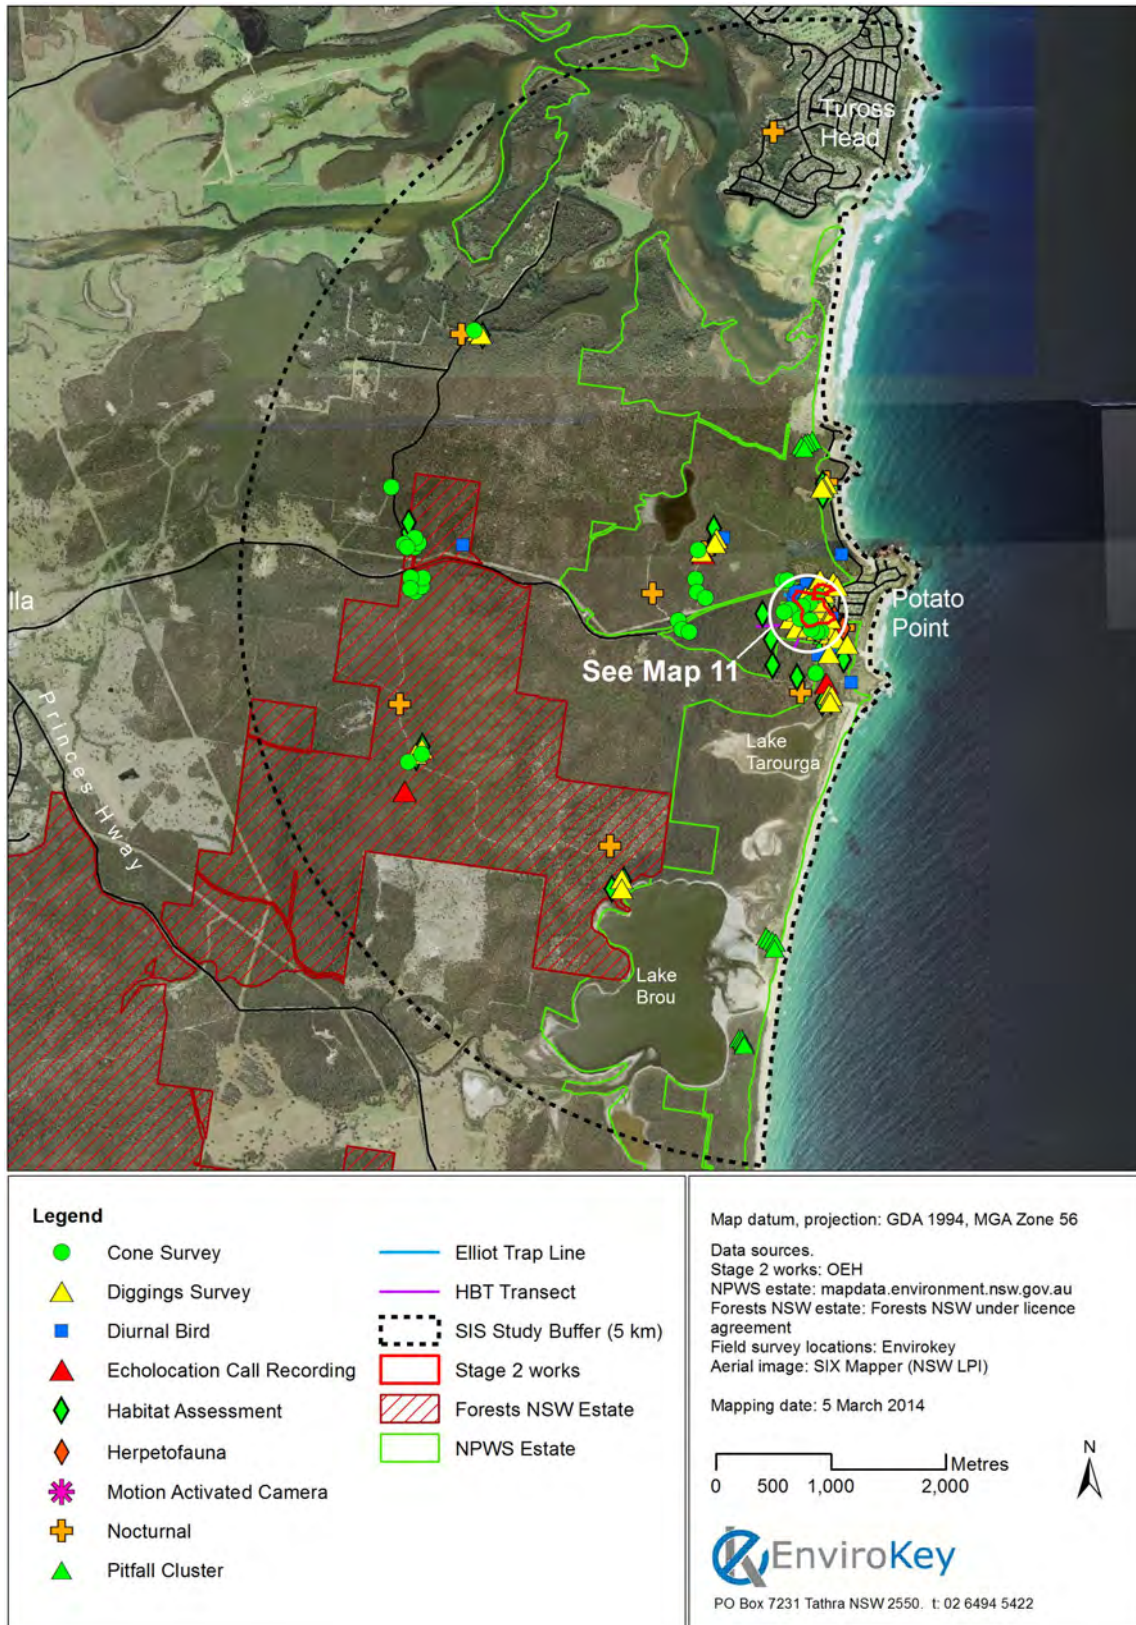 Tuross
Head
lla
Potato
Point
See Map 11
Princes Hway
Lake
Tarourga
Lake
Brou
Legend
Cone Survey
Diggings Survey
Diurnal Bird
Echolocation Call Recording
Habitat Assessment
Herpetofauna
Motion Activated Camera
Nocturnal
Pitfall Cluster
Elliot Trap Line
HBT Transect
SIS Study Buffer (5 km)
Stage 2 works
Forests NSW Estate
NPWS Estate
Map datum, projection: GDA 1994, MGA Zone 56
Data sources.
Stage 2 works: OEH
NPWS estate: mapdata.environment.nsw.gov.au
Forests NSW estate: Forests NSW under licence
agreement
Field survey locations: Envirokey
Aerial image: SIX Mapper (NSW LPI)
Mapping date: 5 March 2014
Metres
0 500 1,000 2,000
N
EnviroKey
PO Box 7231 Tathra NSW 2550. t: 02 6494 5422